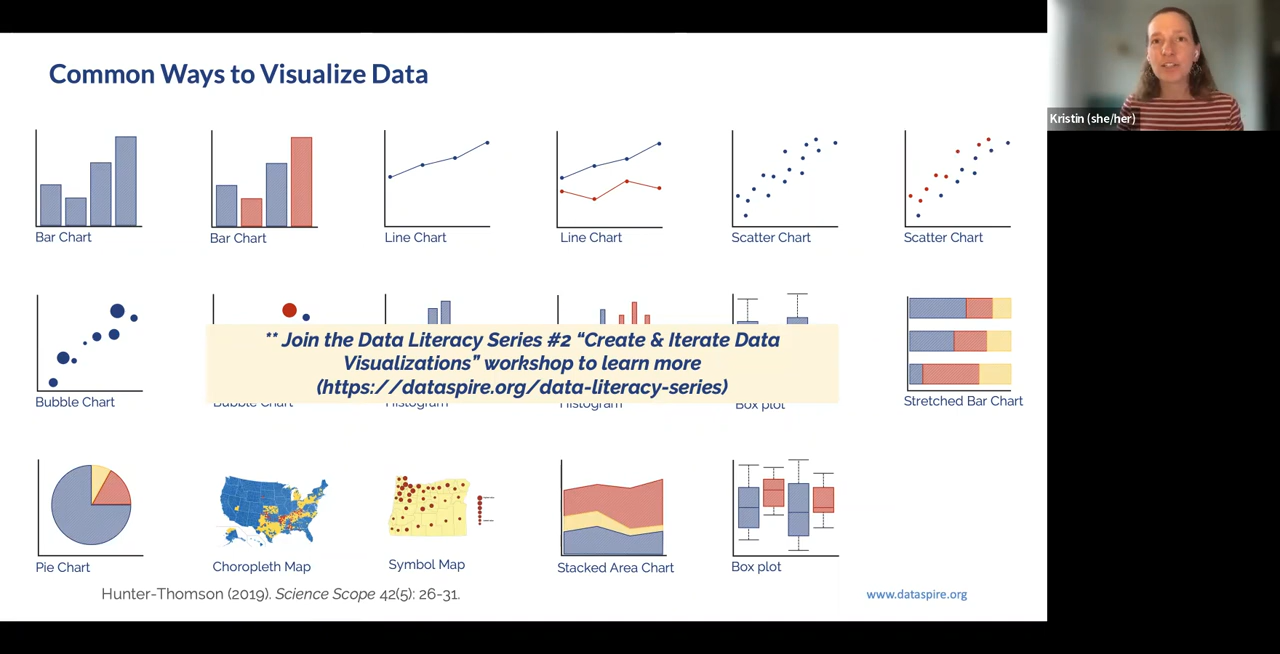 Common Ways to Visualize Data
Kristin (she/her)
Bar Chart
Bar Chart
Line Chart
Line Chart
Scatter Chart
Scatter Chart
** Join the Data Literacy Series #2 “Create & Iterate Data
Visualizations” workshop to learn more
(https://dataspire.org/data-literacy-series)
Bubble Chart
Bubble Chart
Histogram
Histogram
Box plot
Stretched Bar Chart
Pie Chart
Choropleth Map
Symbol Map
Stacked Area Chart
Box plot
Hunter-Thomson (2019). Science Scope 42(5): 26-31.
www.dataspire.org